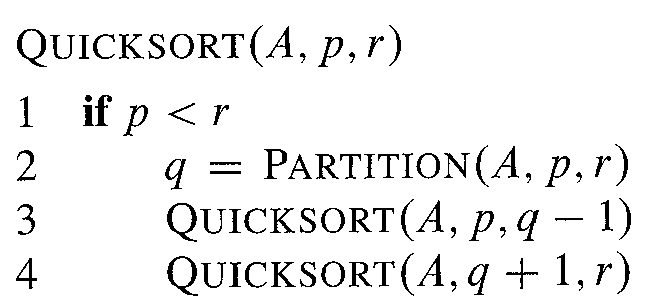 QUICKSORT(A, p, r)
1 if p < r
2 q = PARTITION(A, p, r)
3 QUICKSORT(A, p, q − 1)
4 QUICKSORT(A, q + 1, r)